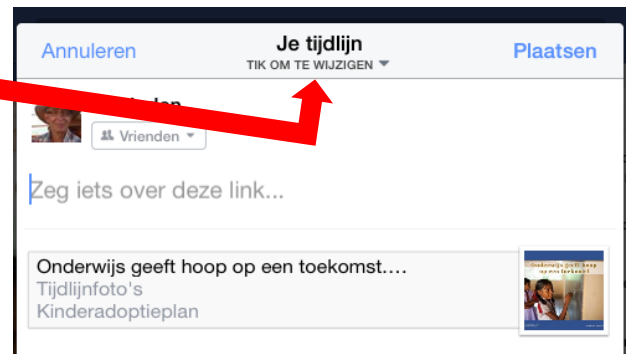 Annuleren
Je tijdlijn
TIK OM TE WIJZIGEN
Plaatsen
Vrienden
Zeg iets over deze link...
Onderwijs geeft hoop op een toekomst....
Tijdlijnfoto's
Kinderadoptieplan
Onderwijs geeft hoop
op een toekomst